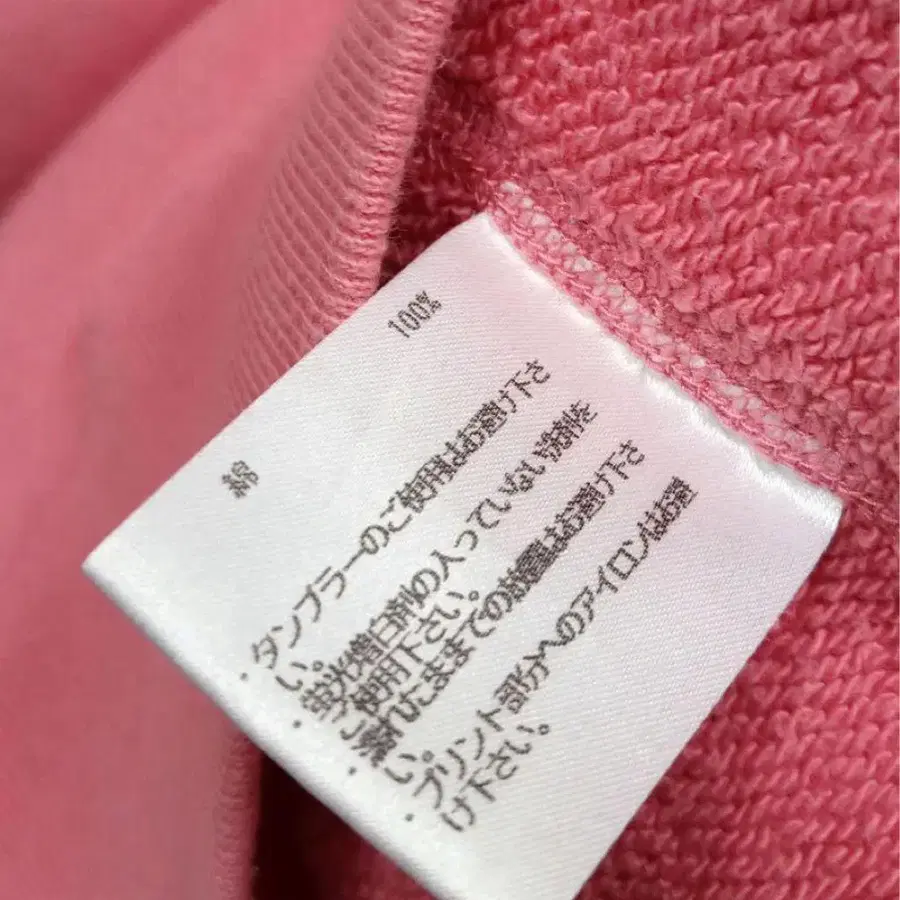 綿 100%
・タンブラーのご使用はお避け下さ
い。
・蛍光増白剤の入っていない洗剤を
ご使用下さい。
・濡れたままでの放置はお避け下さ
い。
・プリント部分へのアイロンはお避
け下さい。